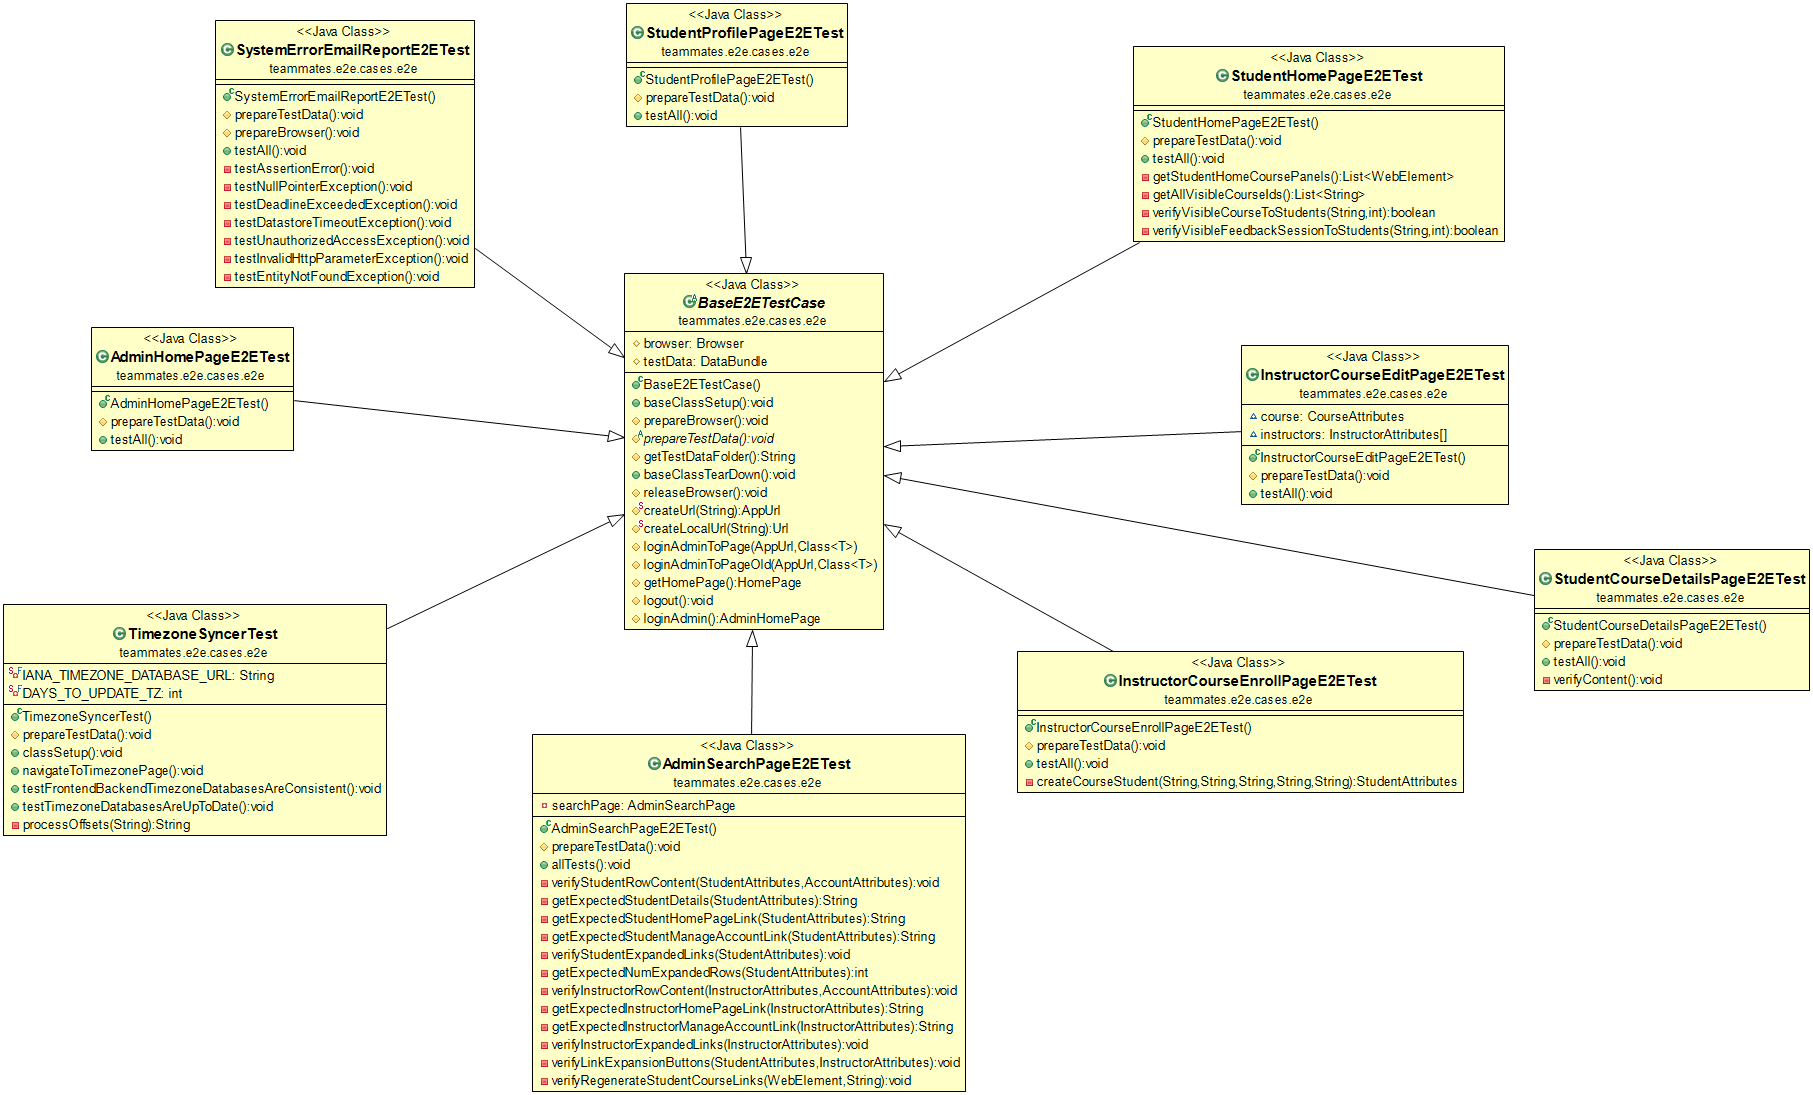 <<Java Class>>
SystemErrorEmailReportE2ETest
teammates.e2e.cases.e2e
SystemErrorEmailReportE2ETest()
prepareTestData():void
prepareBrowser():void
testAll():void
testAssertionError():void
testNullPointerException():void
testDeadlineExceededException():void
testDatastoreTimeoutException():void
testUnauthorizedAccessException():void
testInvalidHttpParameterException():void
testEntityNotFoundException():void
<<Java Class>>
StudentProfilePageE2ETest
teammates.e2e.cases.e2e
StudentProfilePageE2ETest()
prepareTestData():void
testAll():void
<<Java Class>>
StudentHomePageE2ETest
teammates.e2e.cases.e2e
StudentHomePageE2ETest()
prepareTestData():void
testAll():void
getStudentHomeCoursePanels():List<WebElement>
getAllVisibleCourseIds():List<String>
verifyVisibleCourseToStudents(String,int):boolean
verifyVisibleFeedbackSessionToStudents(String,int):boolean
<<Java Class>>
BaseE2ETestCase
teammates.e2e.cases.e2e
browser: Browser
testData: DataBundle
BaseE2ETestCase()
baseClassSetup():void
prepareBrowser():void
prepareTestData():void
getTestDataFolder():String
baseClassTearDown():void
releaseBrowser():void
createUrl(String):AppUrl
createLocalUrl(String):Url
loginAdminToPage(AppUrl,Class<T>)
loginAdminToPageOld(AppUrl,Class<T>)
getHomePage():HomePage
logout():void
loginAdmin():AdminHomePage
<<Java Class>>
AdminHomePageE2ETest
teammates.e2e.cases.e2e
AdminHomePageE2ETest()
prepareTestData():void
testAll():void
<<Java Class>>
InstructorCourseEditPageE2ETest
teammates.e2e.cases.e2e
course: CourseAttributes
instructors: InstructorAttributes[]
InstructorCourseEditPageE2ETest()
prepareTestData():void
testAll():void
<<Java Class>>
StudentCourseDetailsPageE2ETest
teammates.e2e.cases.e2e
StudentCourseDetailsPageE2ETest()
prepareTestData():void
testAll():void
verifyContent():void
<<Java Class>>
TimezoneSyncerTest
teammates.e2e.cases.e2e
IANA_TIMEZONE_DATABASE_URL: String
DAYS_TO_UPDATE_TZ: int
TimezoneSyncerTest()
prepareTestData():void
classSetup():void
navigateToTimezonePage():void
testFrontendBackendTimezoneDatabasesAreConsistent():void
testTimezoneDatabasesAreUpToDate():void
processOffsets(String):String
<<Java Class>>
InstructorCourseEnrollPageE2ETest
teammates.e2e.cases.e2e
InstructorCourseEnrollPageE2ETest()
prepareTestData():void
testAll():void
createCourseStudent(String,String,String,String,String):StudentAttributes
<<Java Class>>
AdminSearchPageE2ETest
teammates.e2e.cases.e2e
searchPage: AdminSearchPage
AdminSearchPageE2ETest()
prepareTestData():void
allTests():void
verifyStudentRowContent(StudentAttributes,AccountAttributes):void
getExpectedStudentDetails(StudentAttributes):String
getExpectedStudentHomePageLink(StudentAttributes):String
getExpectedStudentManageAccountLink(StudentAttributes):String
verifyStudentExpandedLinks(StudentAttributes):void
getExpectedNumExpandedRows(StudentAttributes):int
verifyInstructorRowContent(InstructorAttributes,AccountAttributes):void
getExpectedInstructorHomePageLink(InstructorAttributes):String
getExpectedInstructorManageAccountLink(InstructorAttributes):String
verifyInstructorExpandedLinks(InstructorAttributes):void
verifyLinkExpansionButtons(StudentAttributes,InstructorAttributes):void
verifyRegenerateStudentCourseLinks(WebElement,String):void